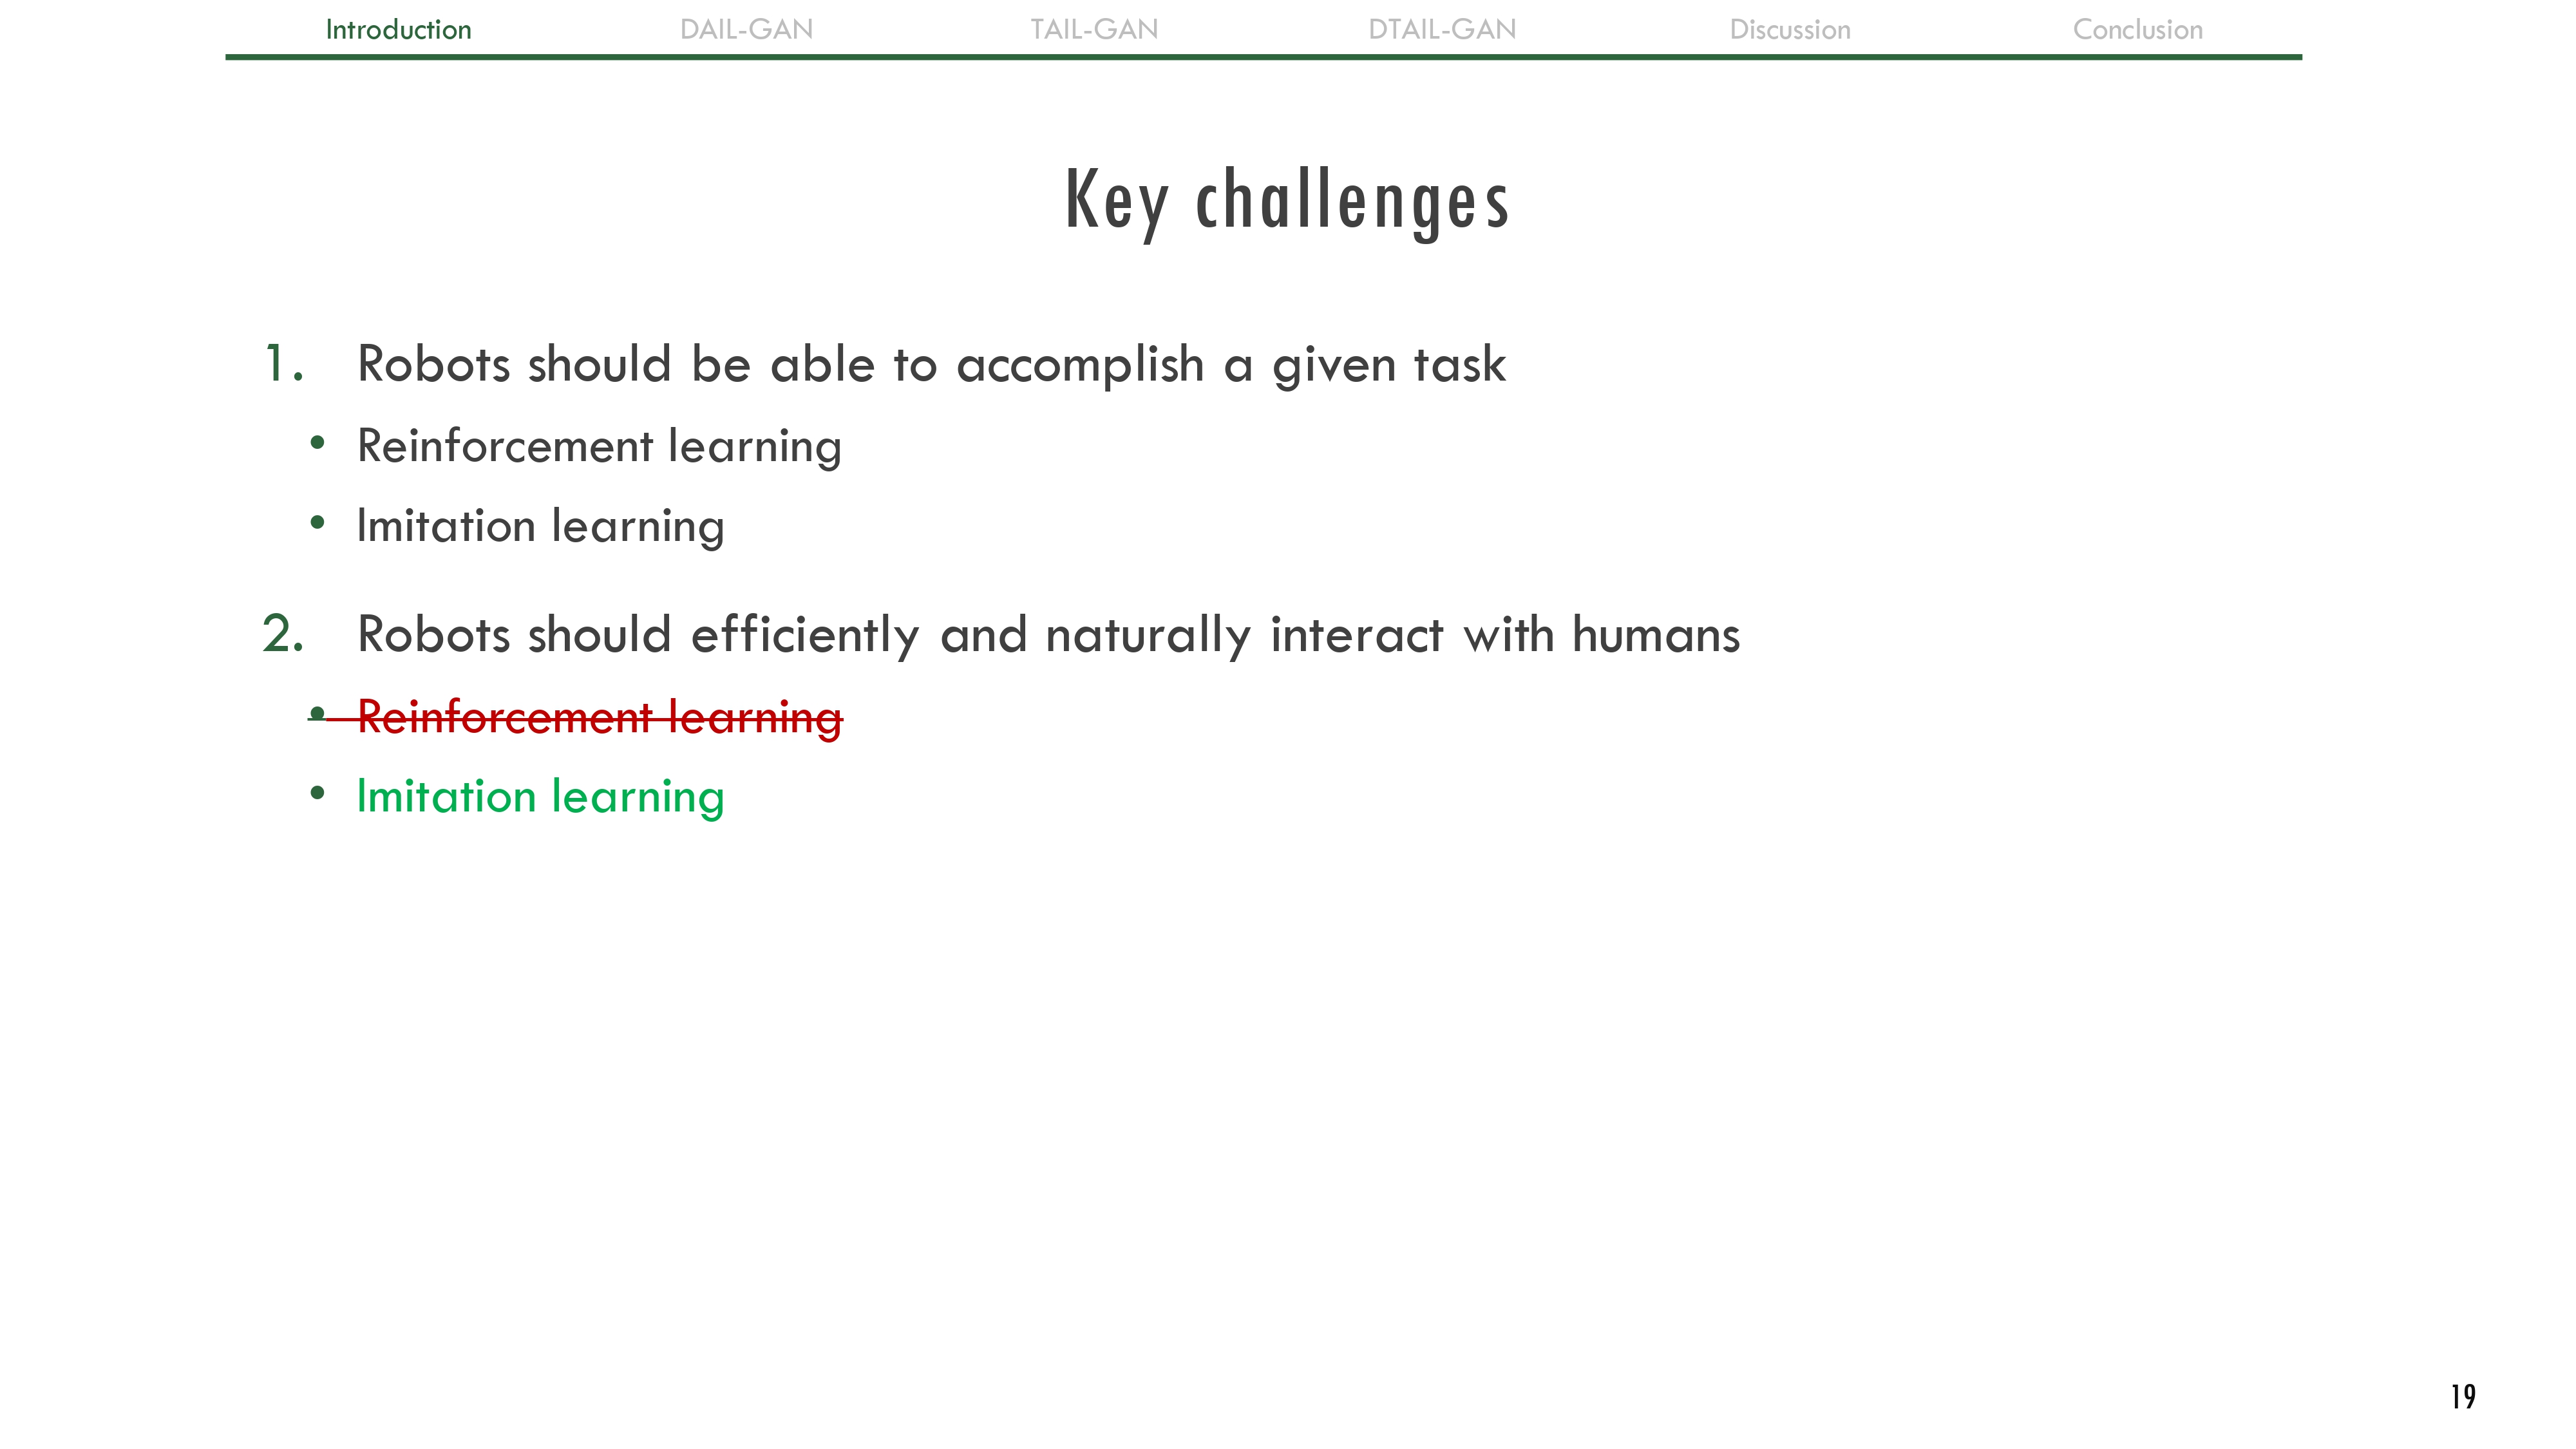 Introduction DAIL-GAN TAIL-GAN DTAIL-GAN Discussion Conclusion
Key challenges
1. Robots should be able to accomplish a given task
• Reinforcement learning
• Imitation learning
2. Robots should efficiently and naturally interact with humans
• Reinforcement learning
• Imitation learning
19